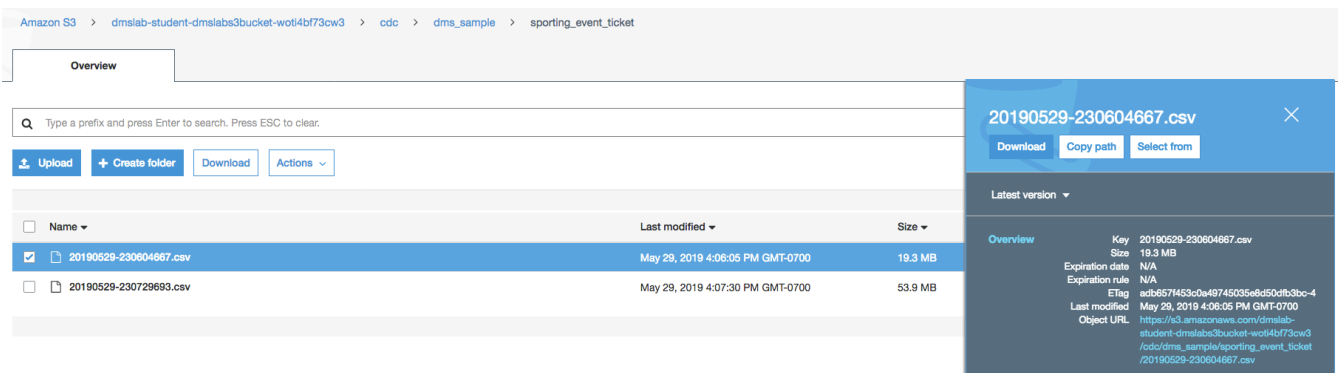 Amazon S3 > dmslab-student-dmslabs3bucket-woti4bf73cw3 > cdc > dms_sample > sporting_event_ticket
Overview
Type a prefix and press Enter to search. Press ESC to clear.
Upload + Create folder Download Actions
Name Last modified Size
20190529-230604667.csv May 29, 2019 4:06:05 PM GMT-0700 19.3 MB
20190529-230729693.csv May 29, 2019 4:07:30 PM GMT-0700 53.9 MB
20190529-230604667.csv
Download Copy path Select from
Latest version
Overview
Key 20190529-230604667.csv
Size 19.3 MB
Expiration date N/A
Expiration rule N/A
ETag adb657f453c0a49745035e8d50dfb3bc-4
Last modified May 29, 2019 4:06:05 PM GMT-0700
Object URL https://s3.amazonaws.com/dmslab-
student-dmslabs3bucket-woti4bf73cw3
/cdc/dms_sample/sporting_event_ticket
/20190529-230604667.csv